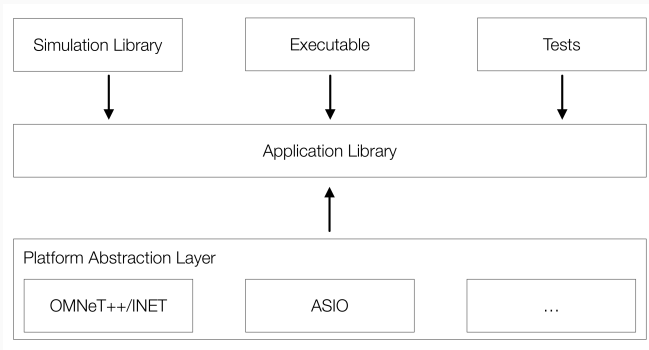 Simulation Library
Executable
Tests
Application Library
Platform Abstraction Layer
OMNeT++/INET
ASIO
...